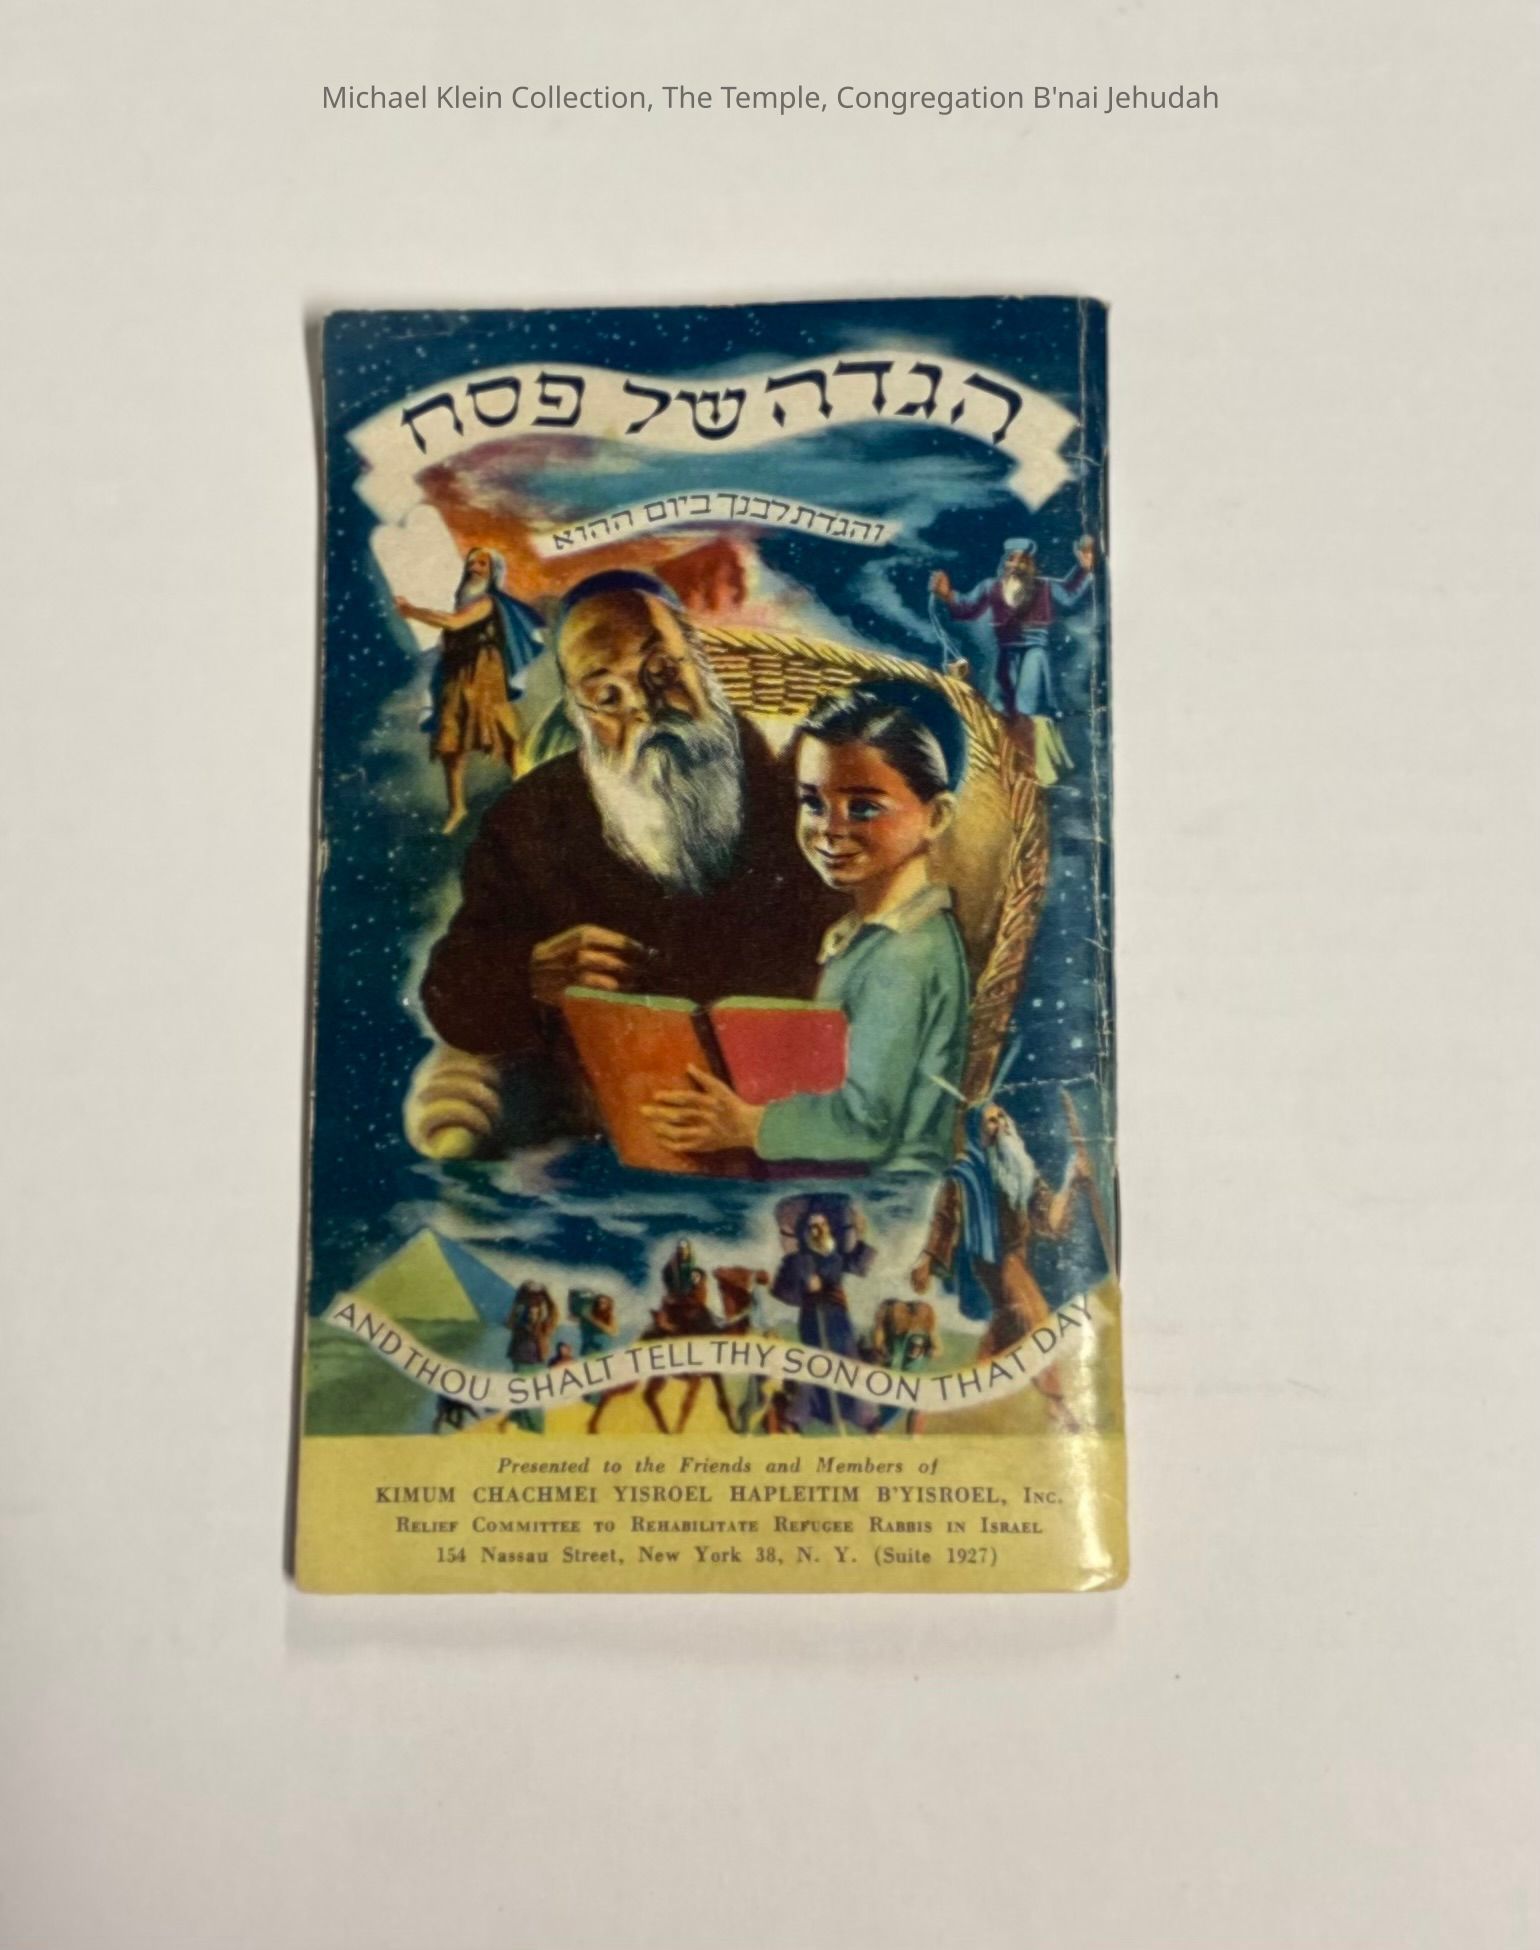 Michael Klein Collection, The Temple, Congregation B'nai Jehudah
הגדה של פסח
והגדת לבנך ביום ההוא
AND THOU SHALT TELL THY SON ON THAT DAY
Presented to the Friends and Members of
KIMUM CHACHMEI YISROEL HAPLEITIM B'YISROEL, INC.
RELIEF COMMITTEE TO REHABILITATE REFUGEE RABBIS IN ISRAEL
154 Nassau Street, New York 38, N. Y. (Suite 1927)